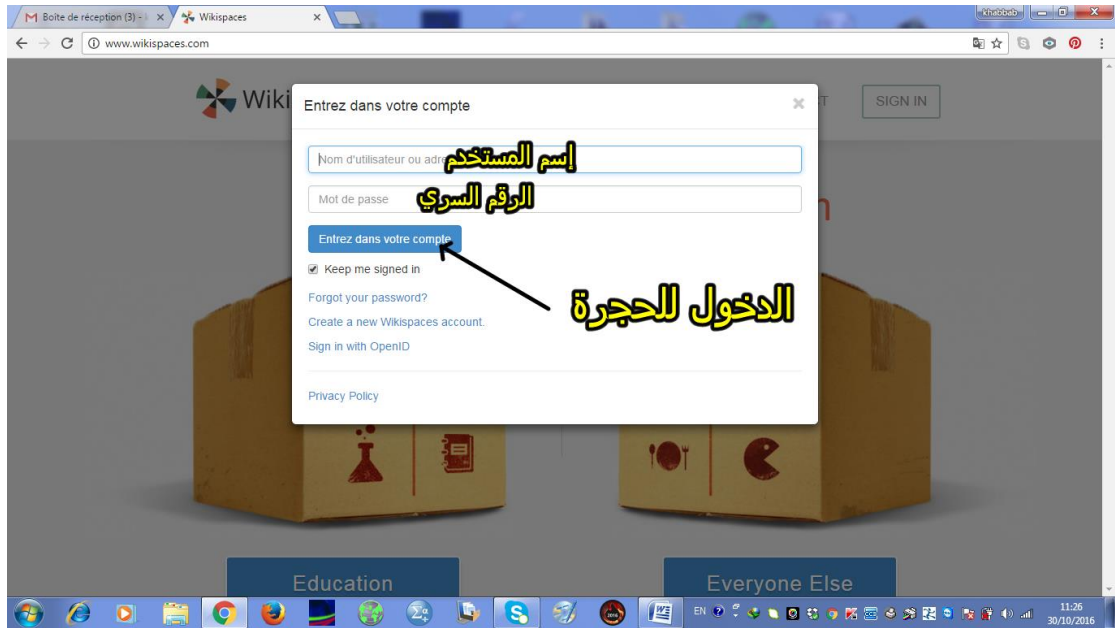 Boîte de réception (3) -
Wikispaces
khabbab
www.wikispaces.com
Wiki
SIGN IN
Entrez dans votre compte
Nom d'utilisateur ou
إسم المستخدم
Mot de passe
الرقم السري
Entrez dans votre compte
Keep me signed in
الدخول للحجرة
Forgot your password?
Create a new Wikispaces account.
Sign in with OpenID
Privacy Policy
Education
Everyone Else
EN
11:26
30/10/2016